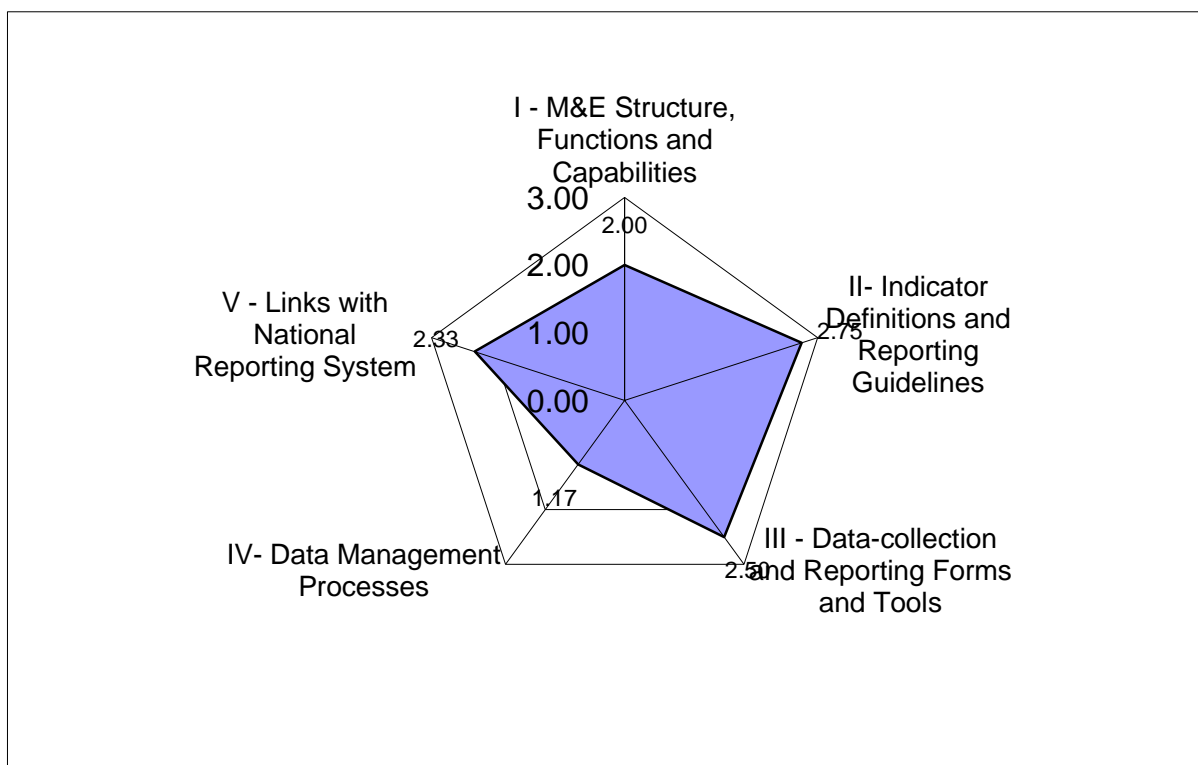 I - M&E Structure,
Functions and
Capabilities
3.00
2.00
2.00
1.00
0.00
II- Indicator
Definitions and
Reporting
Guidelines
2.75
III - Data-collection
and Reporting Forms
and Tools
2.50
IV- Data Management
Processes
1.17
V - Links with
National
Reporting System
2.33